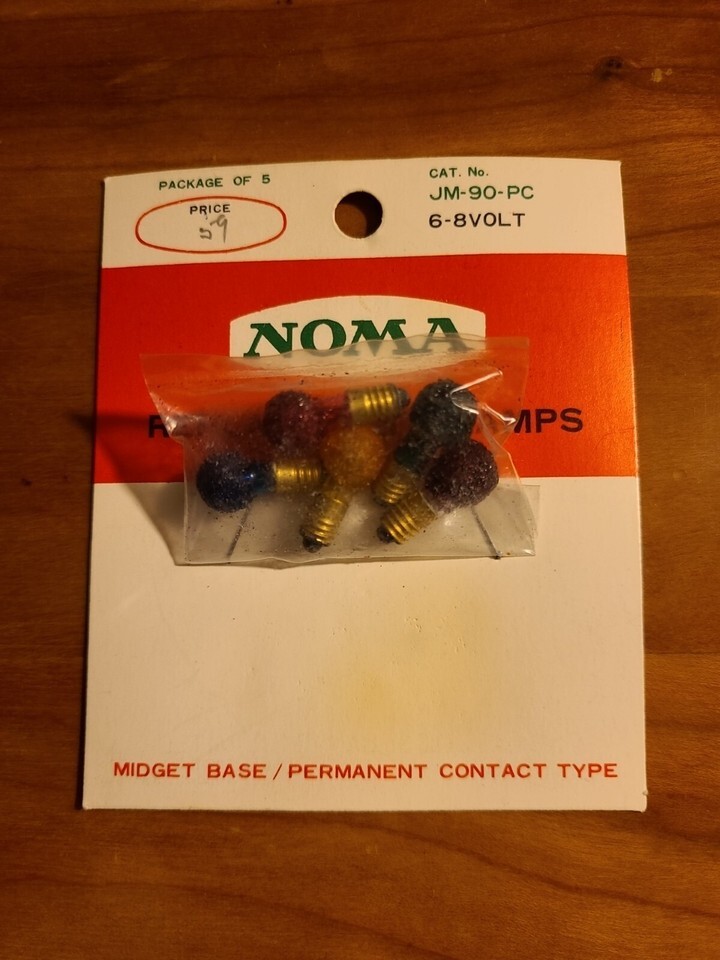 PACKAGE OF 5
PRICE
59
CAT. No.
JM-90-PC
6-8VOLT
NOMA
MIDGET BASE / PERMANENT CONTACT TYPE